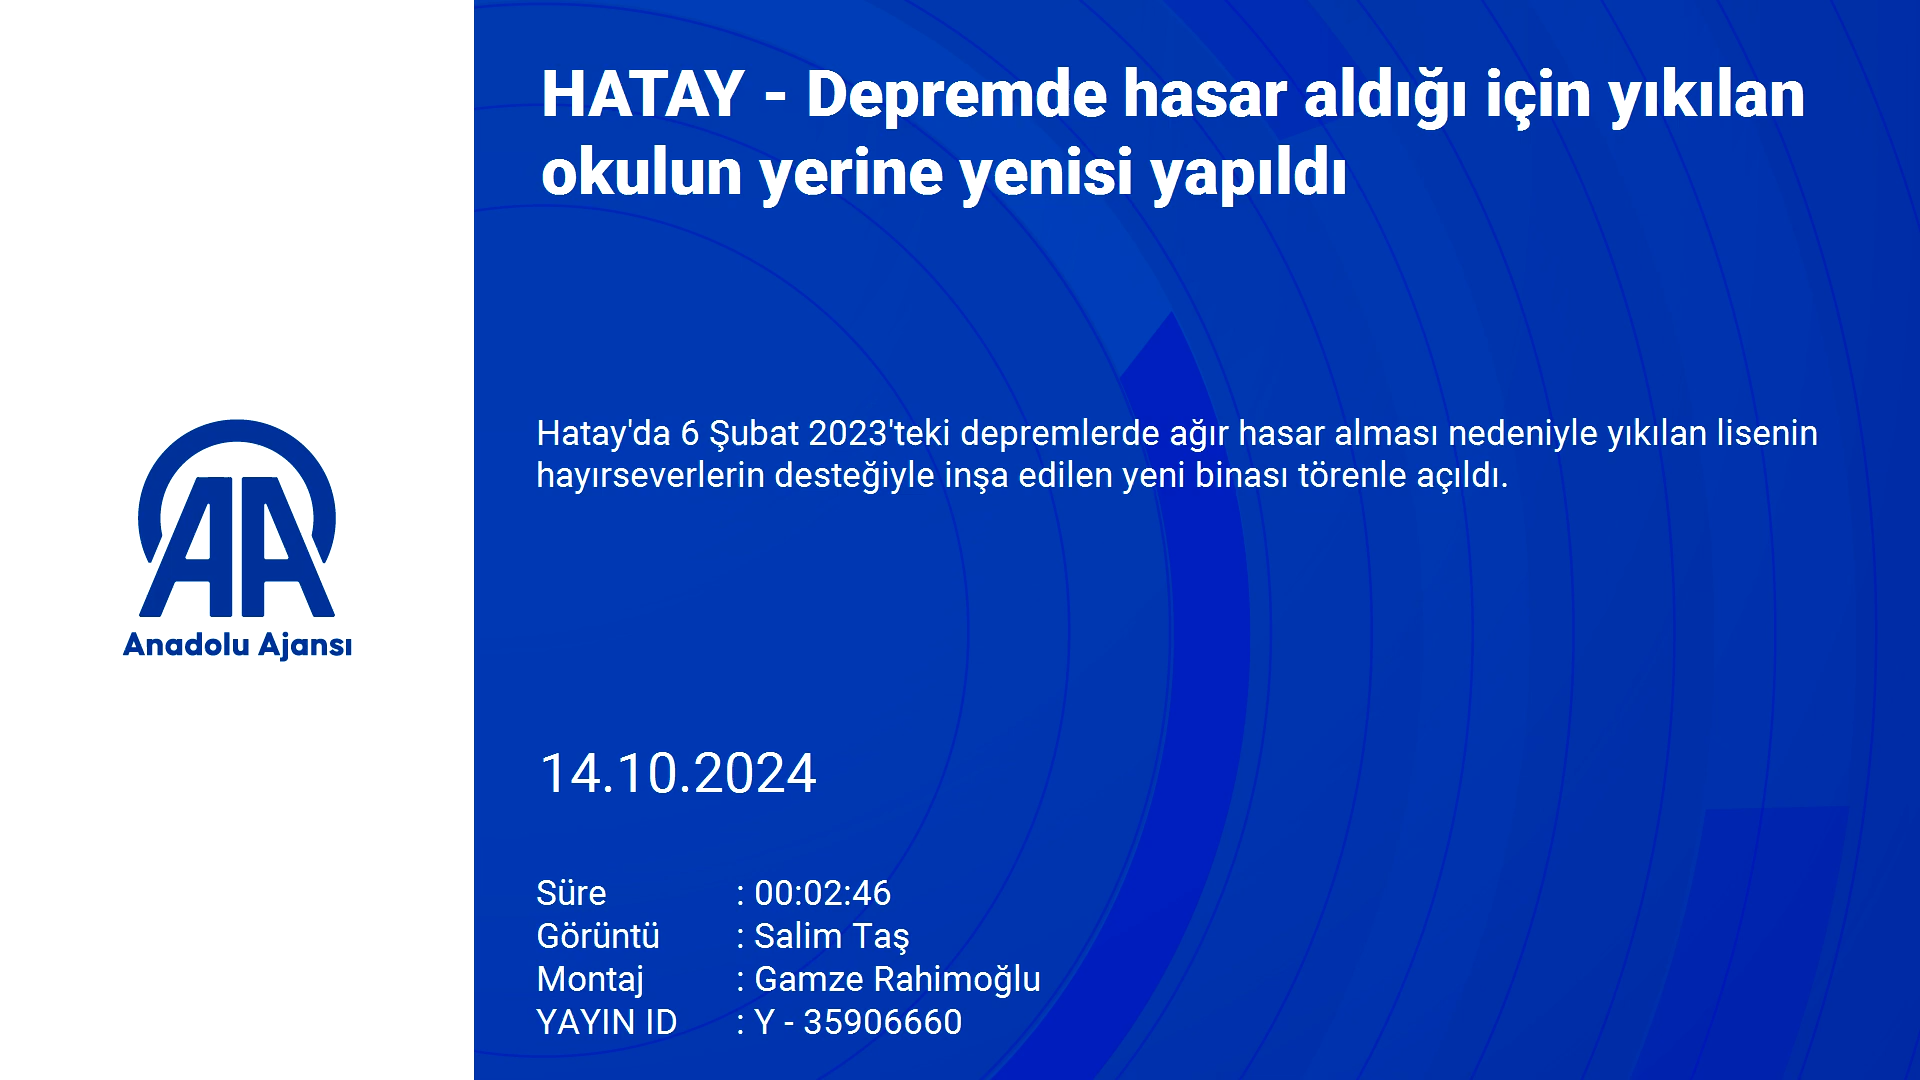 HATAY - Depremde hasar aldığı için yıkılan
okulun yerine yenisi yapıldı
Hatay'da 6 Şubat 2023'teki depremlerde ağır hasar alması nedeniyle yıkılan lisenin
hayırseverlerin desteğiyle inşa edilen yeni binası törenle açıldı.
AA
Anadolu Ajansı
14.10.2024
Süre : 00:02:46
Görüntü : Salim Taş
Montaj : Gamze Rahimoğlu
YAYIN ID : Y - 35906660